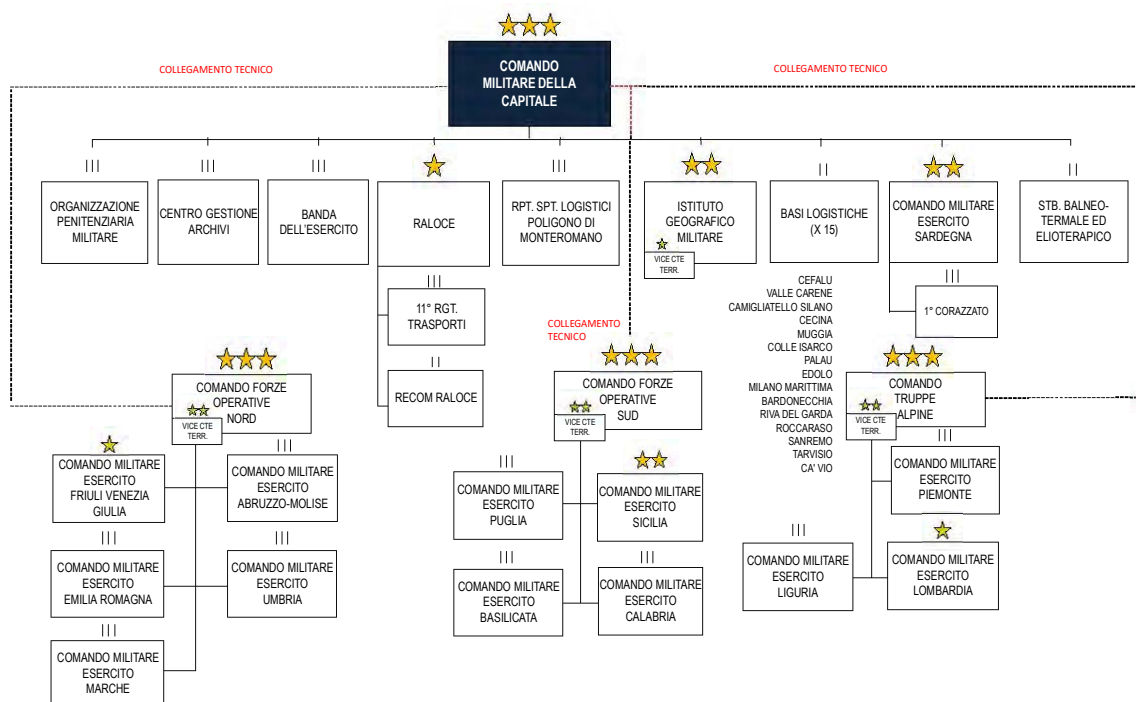 COMANDO
MILITARE DELLA
CAPITALE
COLLEGAMENTO TECNICO
COLLEGAMENTO TECNICO
|||
ORGANIZZAZIONE
PENITENZIARIA
MILITARE
|||
CENTRO GESTIONE
ARCHIVI
|||
BANDA
DELL'ESERCITO
RALOCE
|||
11° RGT.
TRASPORTI
||
RECOM RALOCE
|||
RPT. SPT. LOGISTICI
POLIGONO DI
MONTEROMANO
ISTITUTO
GEOGRAFICO
MILITARE
VICE CTE
TERR.
||
BASI LOGISTICHE
(X 15)
CEFALU
VALLE CARENE
CAMIGLIATELLO SILANO
CECINA
MUGGIA
COLLE ISARCO
PALAU
EDOLO
MILANO MARITTIMA
BARDONECCHIA
RIVA DEL GARDA
ROCCARASO
SANREMO
TARVISIO
CA' VIO
COMANDO MILITARE
ESERCITO
SARDEGNA
|||
1° CORAZZATO
||
STB. BALNEO-
TERMALE ED
ELIOTERAPICO
COMANDO FORZE
OPERATIVE
NORD
VICE CTE
TERR.
COMANDO MILITARE
ESERCITO
FRIULI VENEZIA
GIULIA
|||
COMANDO MILITARE
ESERCITO
ABRUZZO-MOLISE
|||
COMANDO MILITARE
ESERCITO
EMILIA ROMAGNA
|||
COMANDO MILITARE
ESERCITO
UMBRIA
|||
COMANDO MILITARE
ESERCITO
MARCHE
COLLEGAMENTO
TECNICO
COMANDO FORZE
OPERATIVE
SUD
VICE CTE
TERR.
|||
COMANDO MILITARE
ESERCITO
PUGLIA
COMANDO MILITARE
ESERCITO
SICILIA
|||
COMANDO MILITARE
ESERCITO
BASILICATA
|||
COMANDO MILITARE
ESERCITO
CALABRIA
COMANDO
TRUPPE
ALPINE
VICE CTE
TERR.
|||
COMANDO MILITARE
ESERCITO
PIEMONTE
|||
COMANDO MILITARE
ESERCITO
LIGURIA
COMANDO MILITARE
ESERCITO
LOMBARDIA